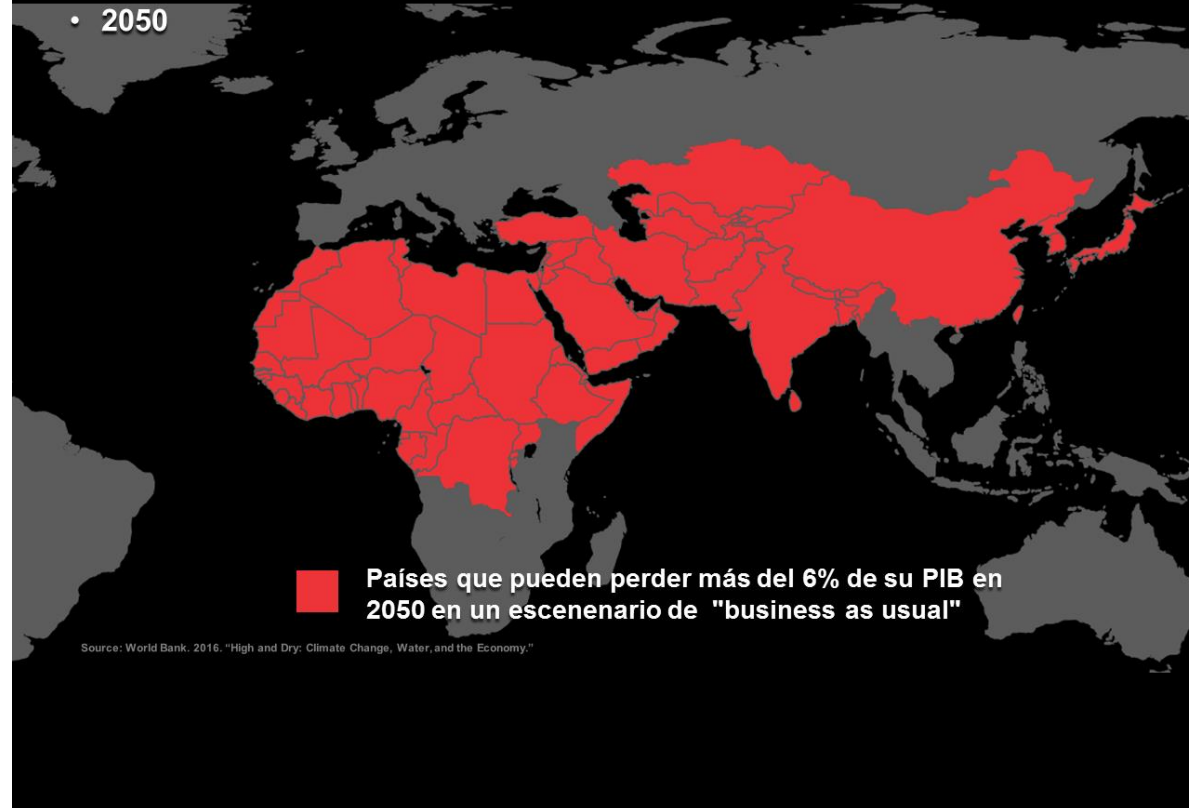 • 2050
Países que pueden perder más del 6% de su PIB en
2050 en un escenenario de "business as usual"
Source: World Bank. 2016. “High and Dry: Climate Change, Water, and the Economy.”